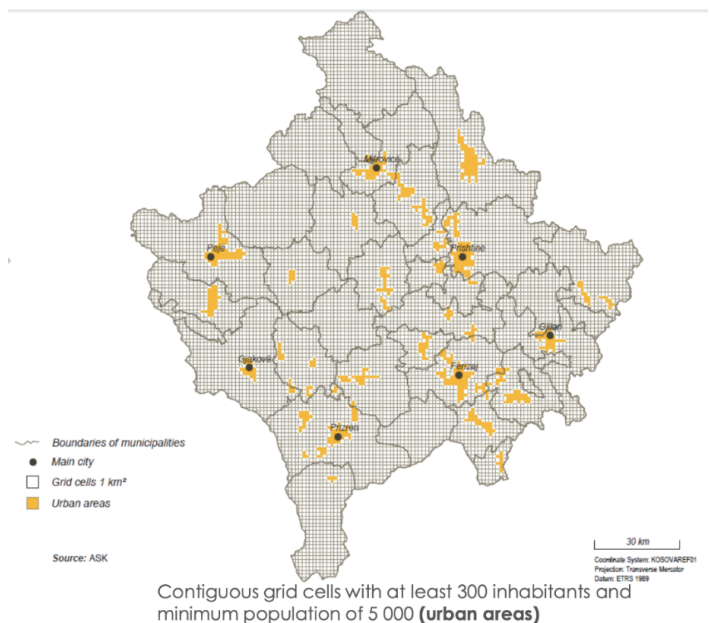 Mitrovicë
Prishtinë
Pejë
Gjilan
Gjakovë
Ferizaj
Prizren
Boundaries of municipalities
Main city
Grid cells 1 km²
Urban areas
Source: ASK
30 km
Coordinate System: KOSOVAREF01
Projection: Transverse Mercator
Datum: ETRS 1989
Contiguous grid cells with at least 300 inhabitants and
minimum population of 5 000 (urban areas)